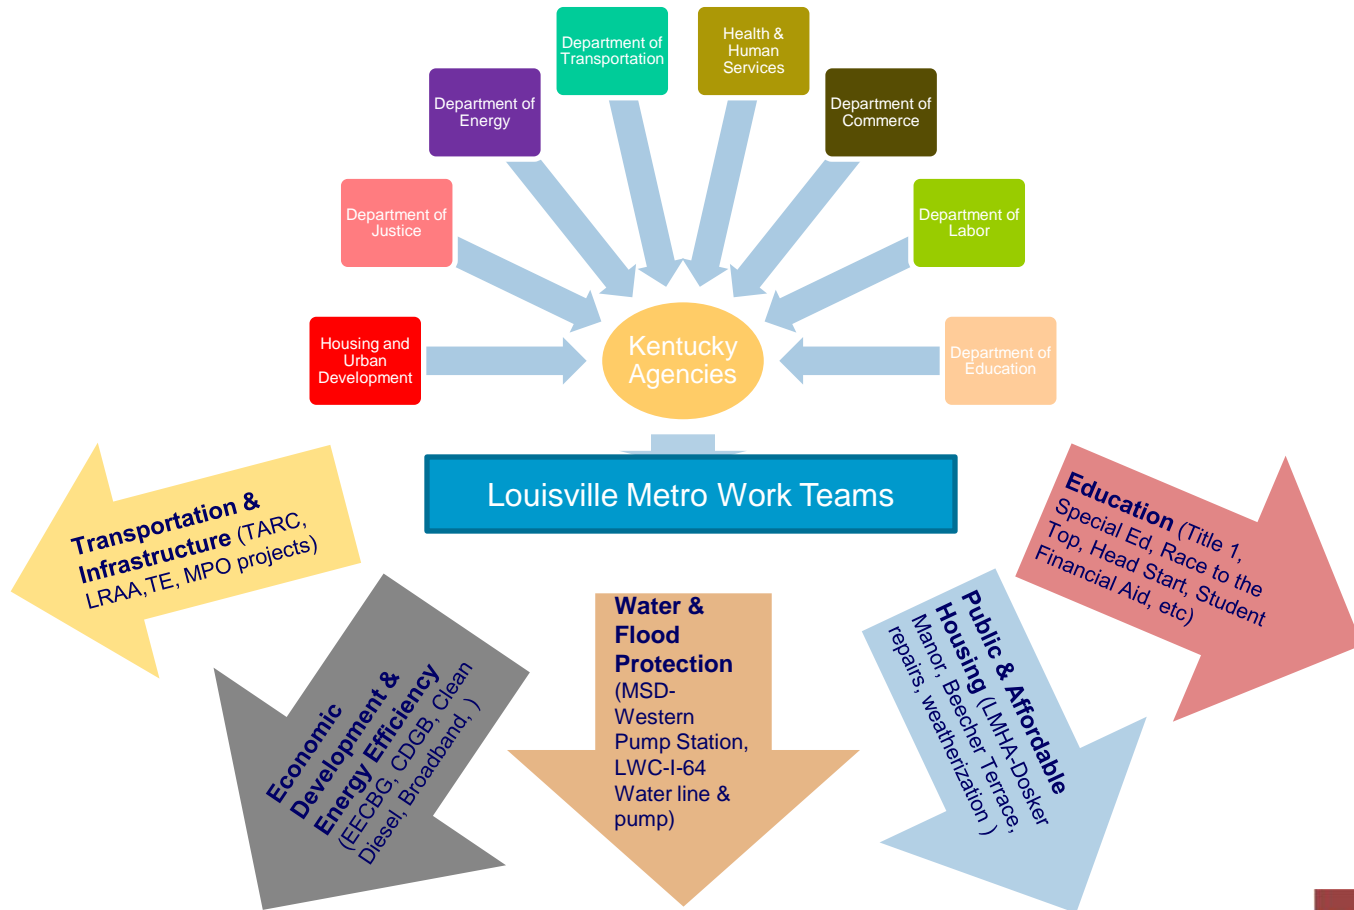 Department of
Transportation
Health &
Human
Services
Department of
Energy
Department of
Commerce
Department of
Justice
Department of
Labor
Housing and
Urban
Development
Kentucky
Agencies
Department of
Education
Louisville Metro Work Teams
Transportation &
Infrastructure (TARC,
LRAA,TE, MPO projects)
Economic
Development &
Energy Efficiency
(EECBG, CDGB, Clean
Diesel, Broadband, )
Water &
Flood
Protection
(MSD-
Western
Pump Station,
LWC-I-64
Water line &
pump)
Public & Affordable
Housing (LMHA-Dosker
Manor, Beecher Terrace,
repairs, weatherization )
Education (Title 1,
Special Ed, Race to the
Top, Head Start, Student
Financial Aid, etc)